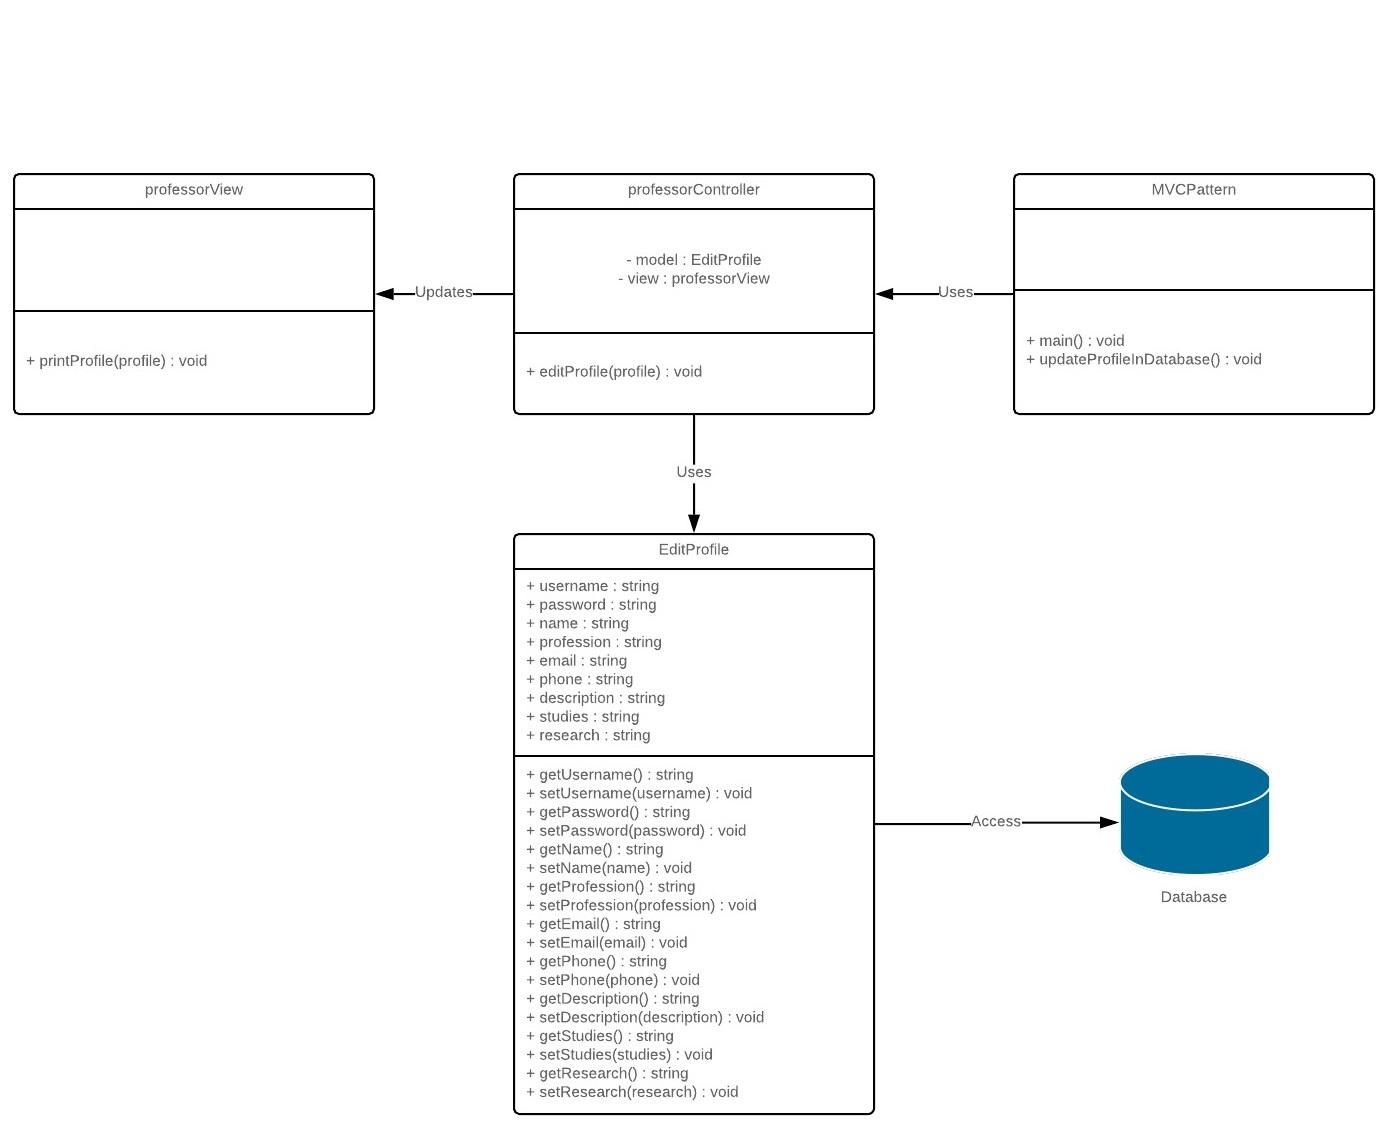 professorView
+ printProfile(profile) : void
Updates
professorController
- model : EditProfile
- view : professorView
+ editProfile(profile) : void
Uses
MVCPattern
+ main() : void
+ updateProfileInDatabase() : void
Uses
EditProfile
+ username : string
+ password : string
+ name : string
+ profession : string
+ email : string
+ phone : string
+ description : string
+ studies : string
+ research : string
+ getUsername() : string
+ setUsername(username) : void
+ getPassword() : string
+ setPassword(password) : void
+ getName() : string
+ setName(name) : void
+ getProfession() : string
+ setProfession(profession) : void
+ getEmail() : string
+ setEmail(email) : void
+ getPhone() : string
+ setPhone(phone) : void
+ getDescription() : string
+ setDescription(description) : void
+ getStudies() : string
+ setStudies(studies) : void
+ getResearch() : string
+ setResearch(research) : void
Access
Database